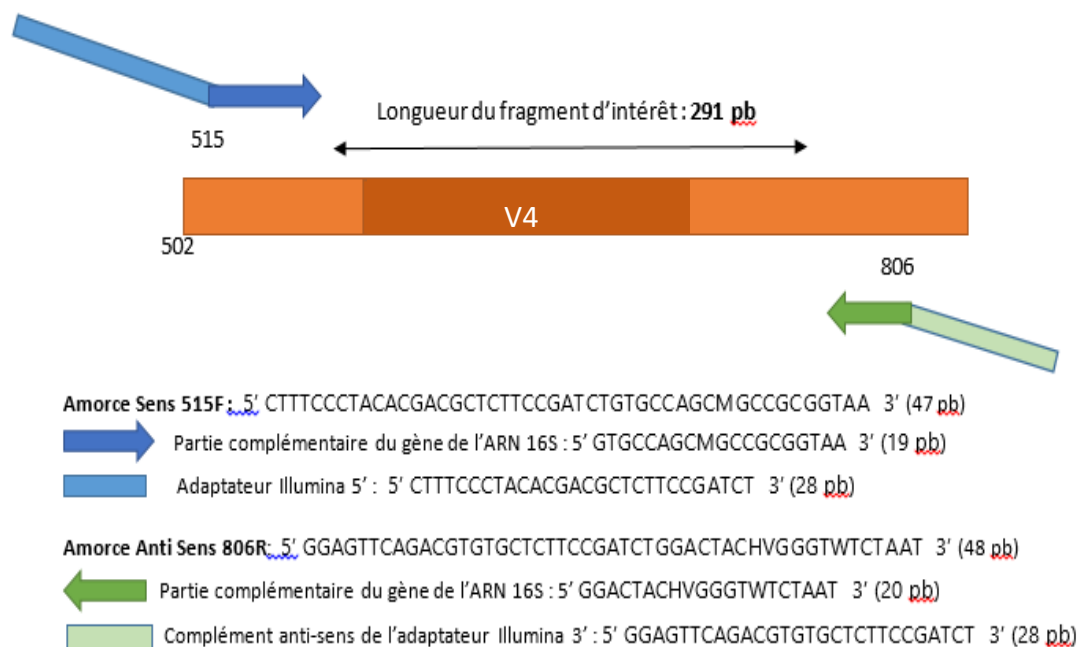 Longueur du fragment d’intérêt : 291 pb
515
V4
502
806
Amorce Sens 515F : 5’ CTTTCCCTACACGACGCTCTTCCGATCTGTGCCAGCMGCCGCGGTAA 3’ (47 pb)
Partie complémentaire du gène de l’ARN 16S : 5’ GTGCCAGCMGCCGCGGTAA 3’ (19 pb)
Adaptateur Illumina 5’ : 5’ CTTTCCCTACACGACGCTCTTCCGATCT 3’ (28 pb)
Amorce Anti Sens 806R: 5’ GGAGTTCAGACGTGTGCTCTTCCGATCTGGACTACHVGGGTWTCTAAT 3’ (48 pb)
Partie complémentaire du gène de l’ARN 16S : 5’ GGACTACHVGGGTWTCTAAT 3’ (20 pb)
Complément anti-sens de l’adaptateur Illumina 3’ : 5’ GGAGTTCAGACGTGTGCTCTTCCGATCT 3’ (28 pb)